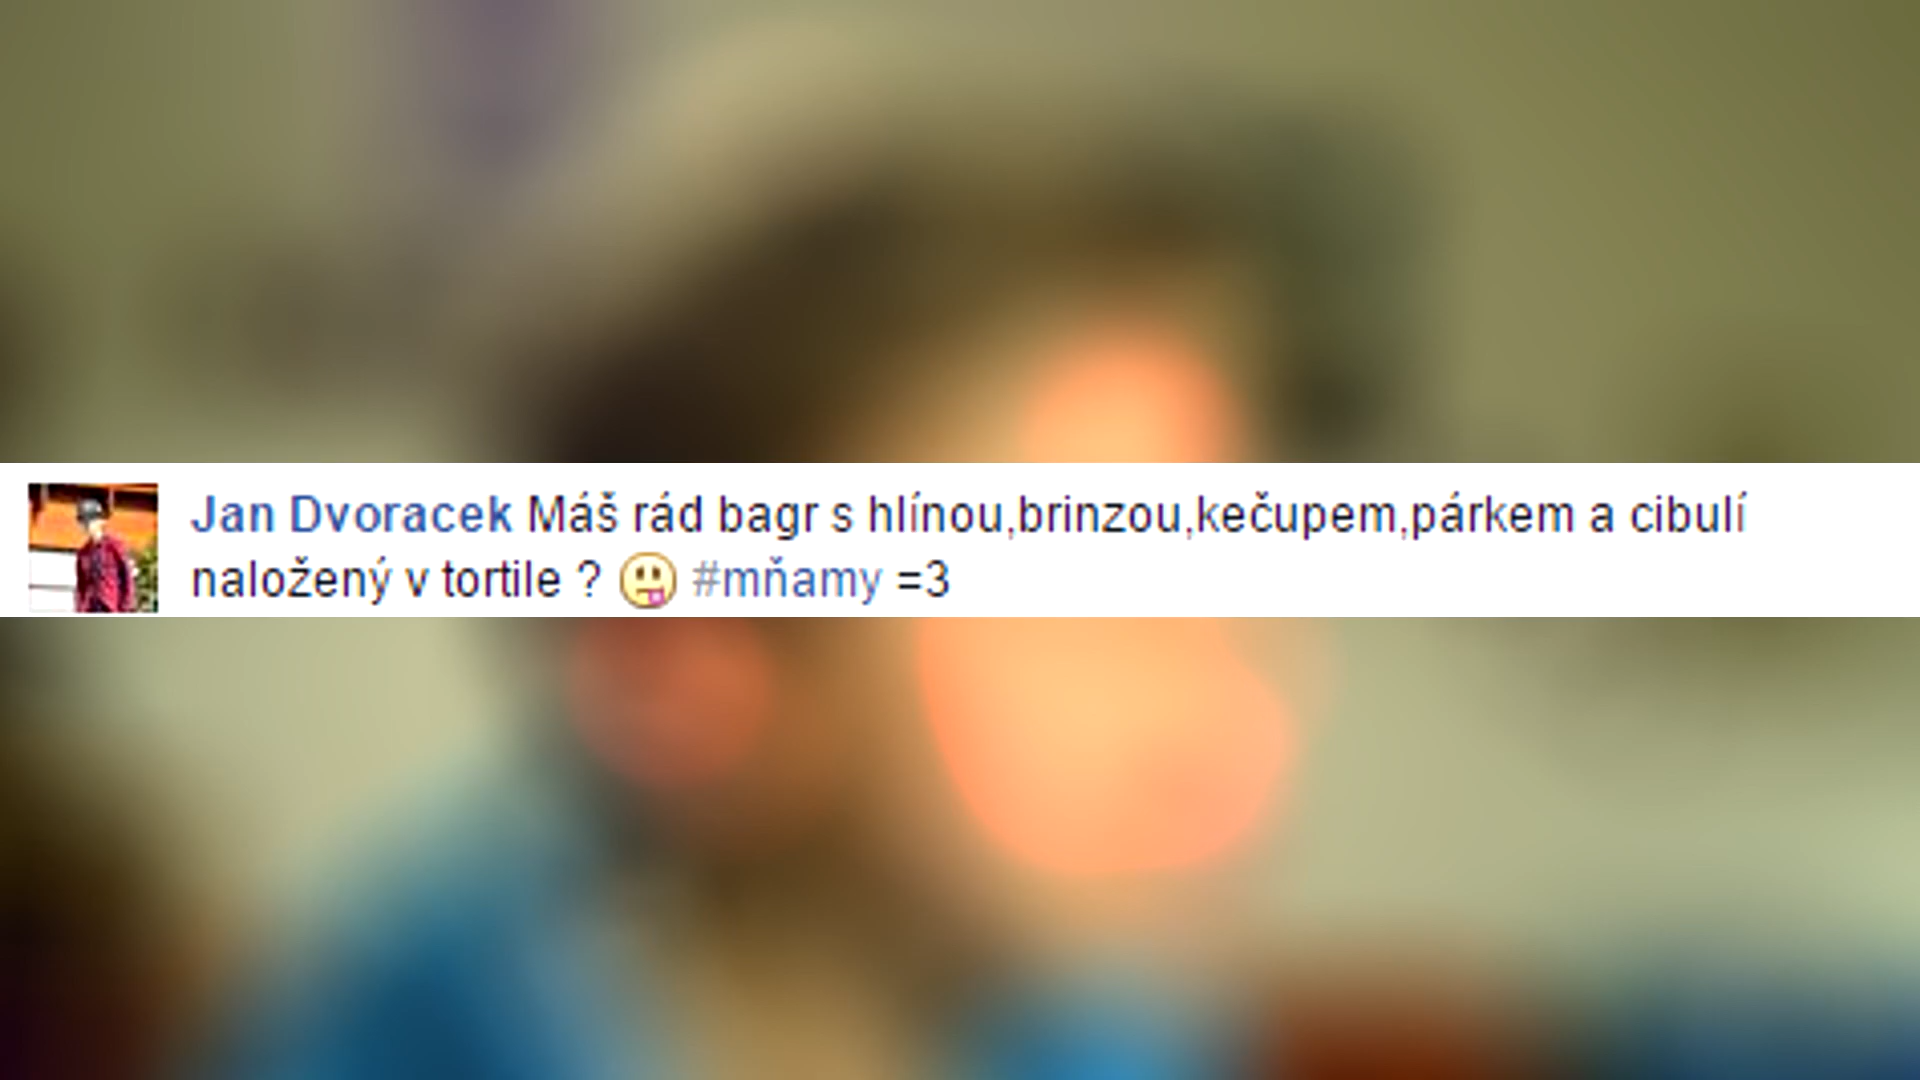 Jan Dvoracek Máš rád bagr s hlínou,brinzou,kečupem,párkem a cibulí
naložený v tortile ? 😛 #mňamy =3